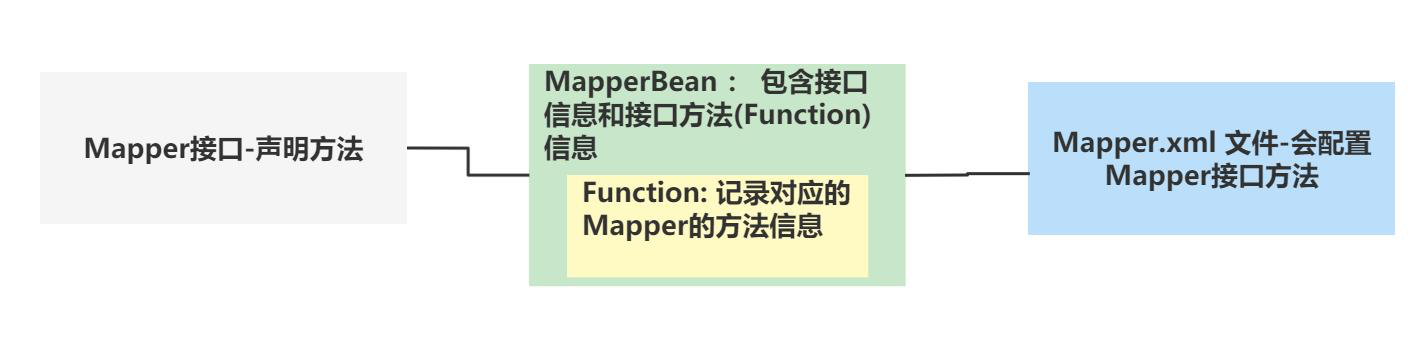 Mapper接口-声明方法
MapperBean： 包含接口
信息和接口方法(Function)
信息
Function: 记录对应的
Mapper的方法信息
Mapper.xml 文件-会配置
Mapper接口方法